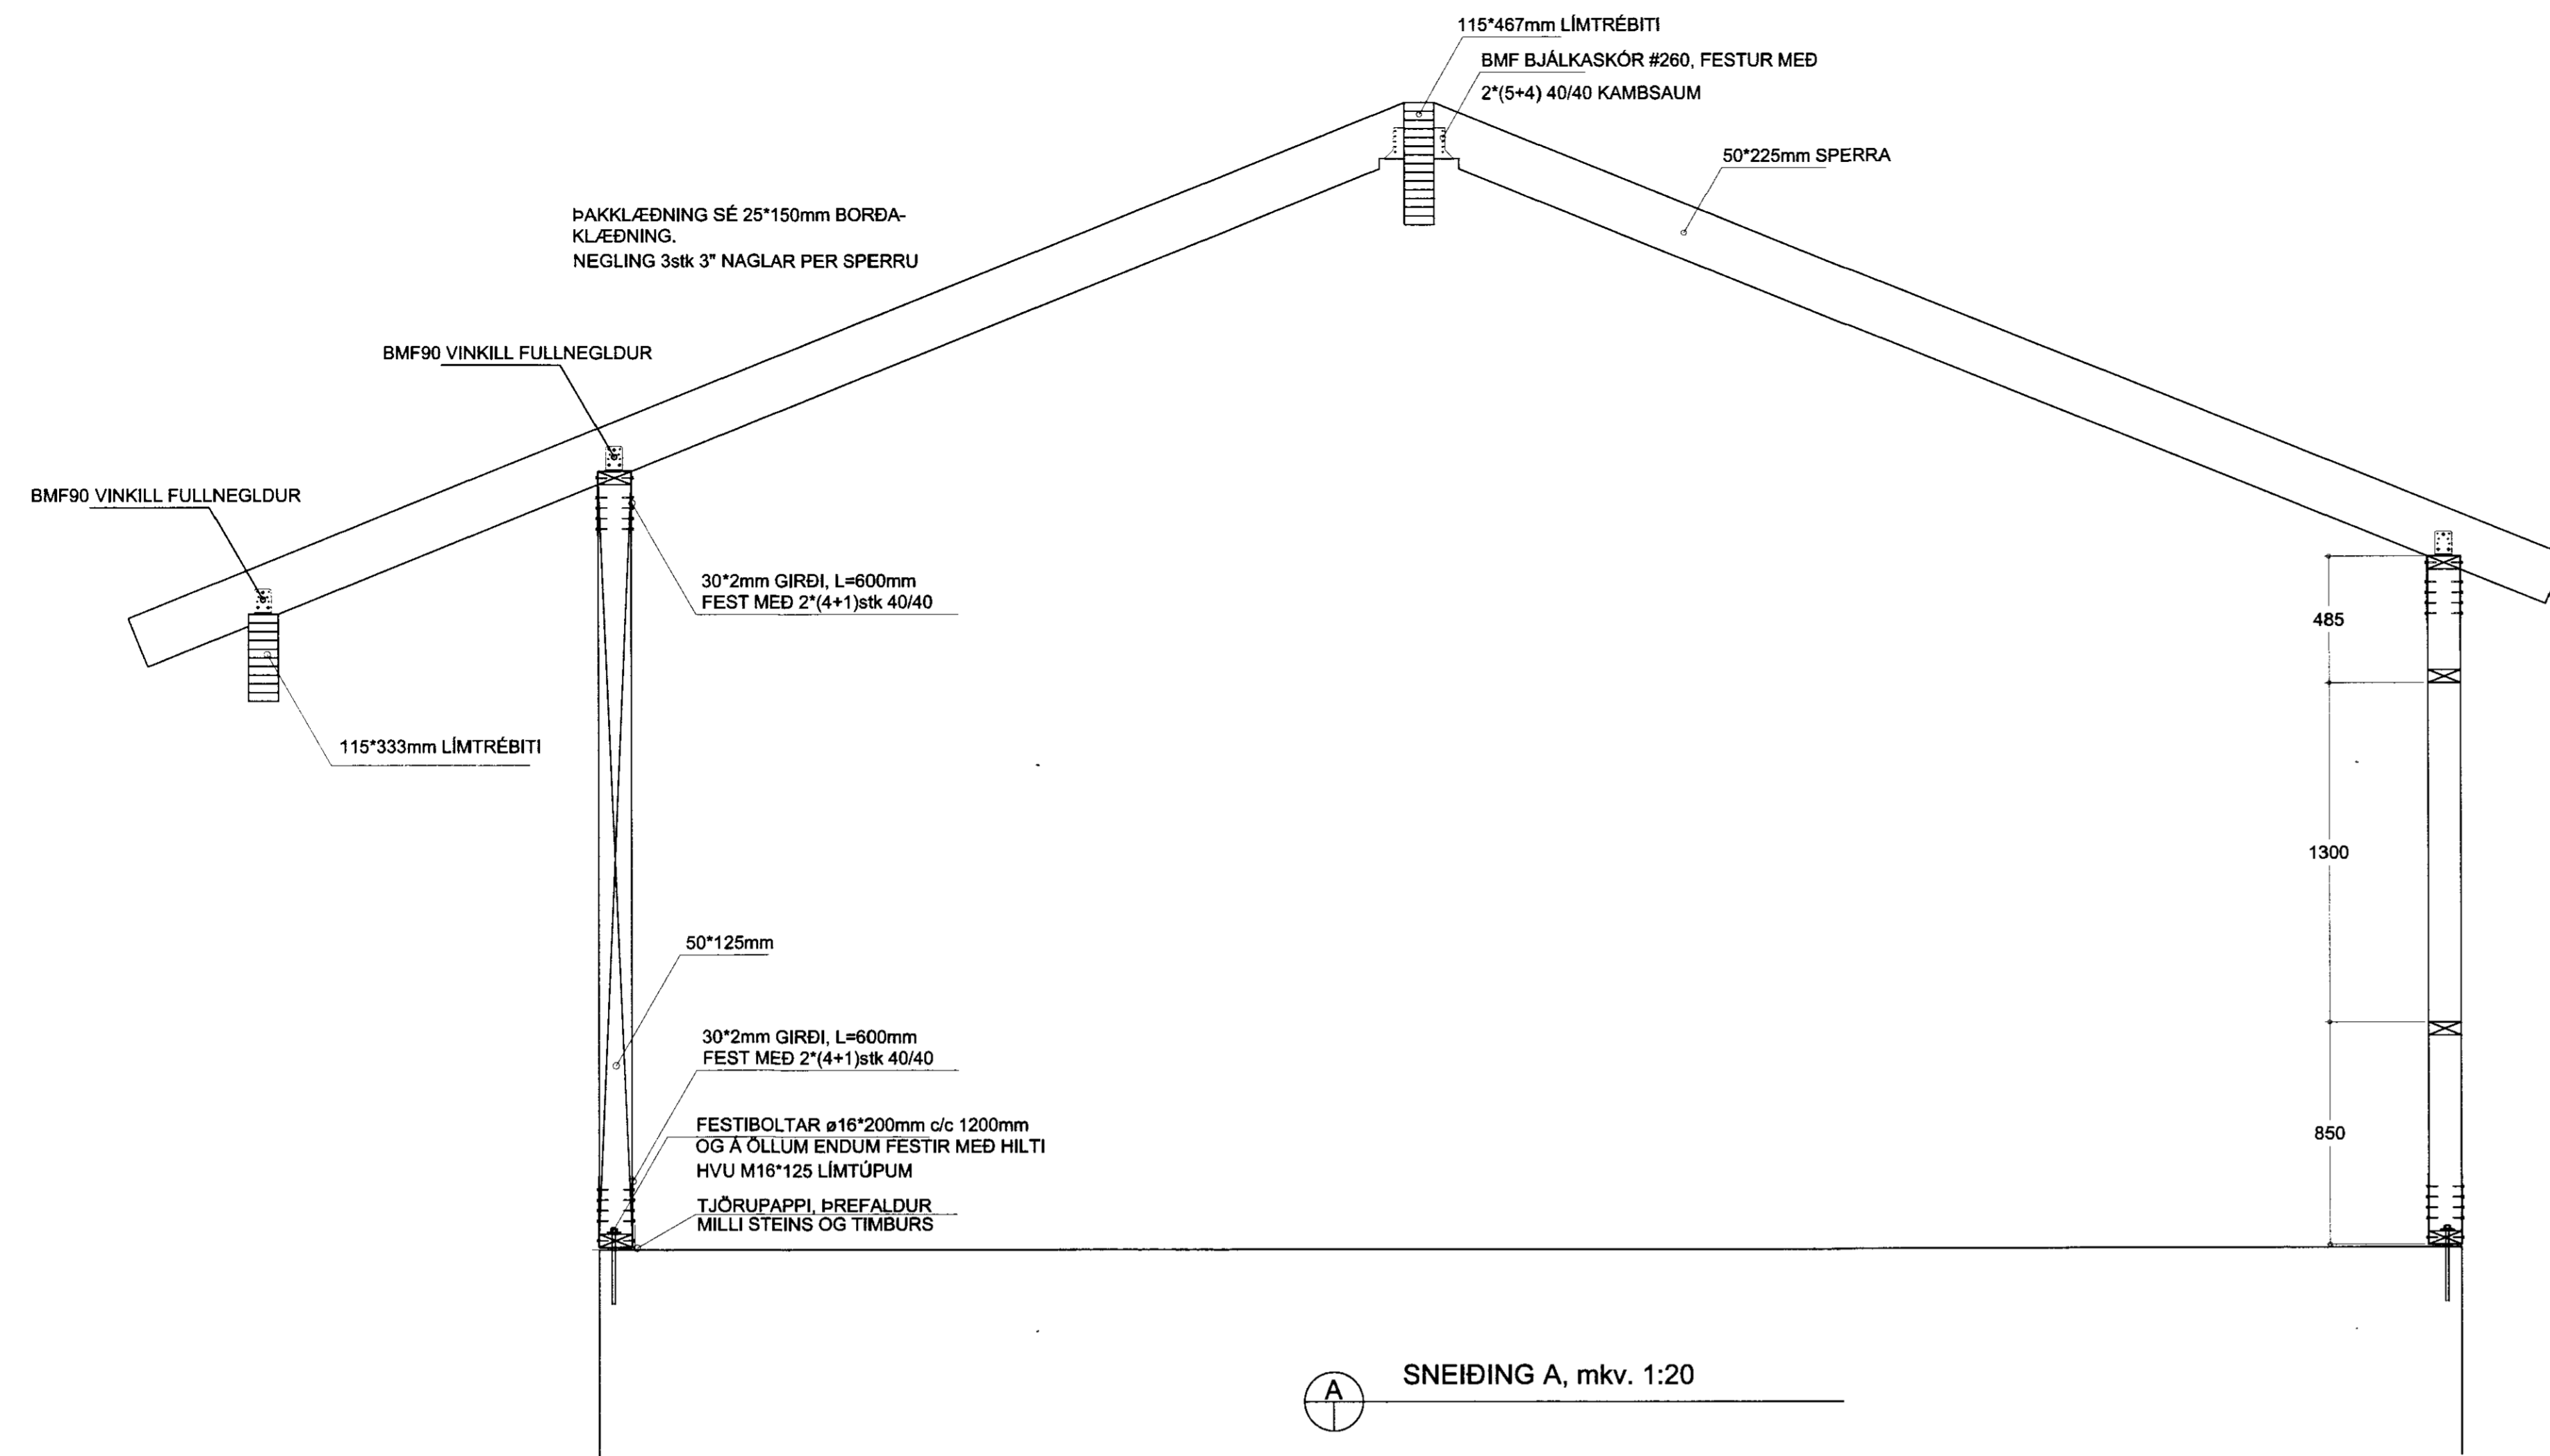 115*467mm LÍMTRÉBITI
BMF BJÁLKASKÓR #260, FESTUR MEÐ
2*(5+4) 40/40 KAMBSAUM
50*225mm SPERRA
ÞAKKLÆÐNING SÉ 25*150mm BORÐA-
KLÆÐNING.
NEGLING 3stk 3" NAGLAR PER SPERRU
BMF90 VINKILL FULLNEGLDUR
BMF90 VINKILL FULLNEGLDUR
30*2mm GIRÐI, L=600mm
FEST MEÐ 2*(4+1)stk 40/40
485
115*333mm LÍMTRÉBITI
1300
50*125mm
30*2mm GIRÐI, L=600mm
FEST MEÐ 2*(4+1)stk 40/40
FESTIBOLTAR ø16*200mm c/c 1200mm
OG Á ÖLLUM ENDUM FESTIR MEÐ HILTI
HVU M16*125 LÍMTÚPUM
850
TJÖRUPAPPI, ÞREFALDUR
MILLI STEINS OG TIMBURS
A
SNEIÐING A, mkv. 1:20